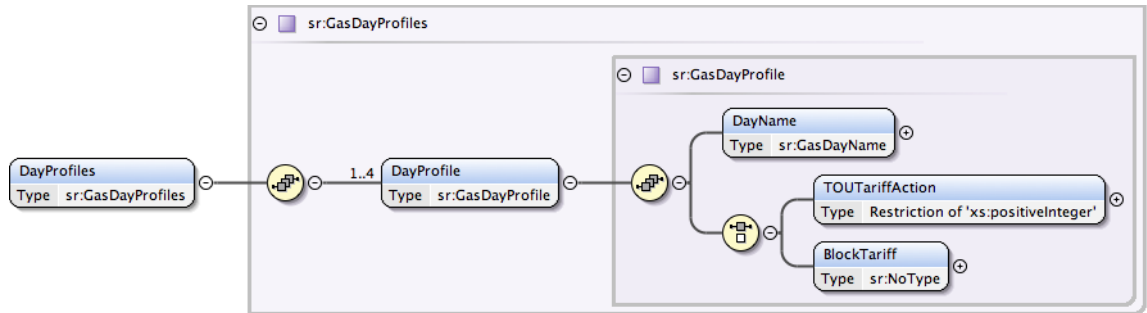 sr:GasDayProfiles
sr:GasDayProfile
DayName
Type sr:GasDayName
DayProfiles
Type sr:GasDayProfiles
1..4
DayProfile
Type sr:GasDayProfile
TOUTariffAction
Type Restriction of 'xs:positiveInteger'
BlockTariff
Type sr:NoType